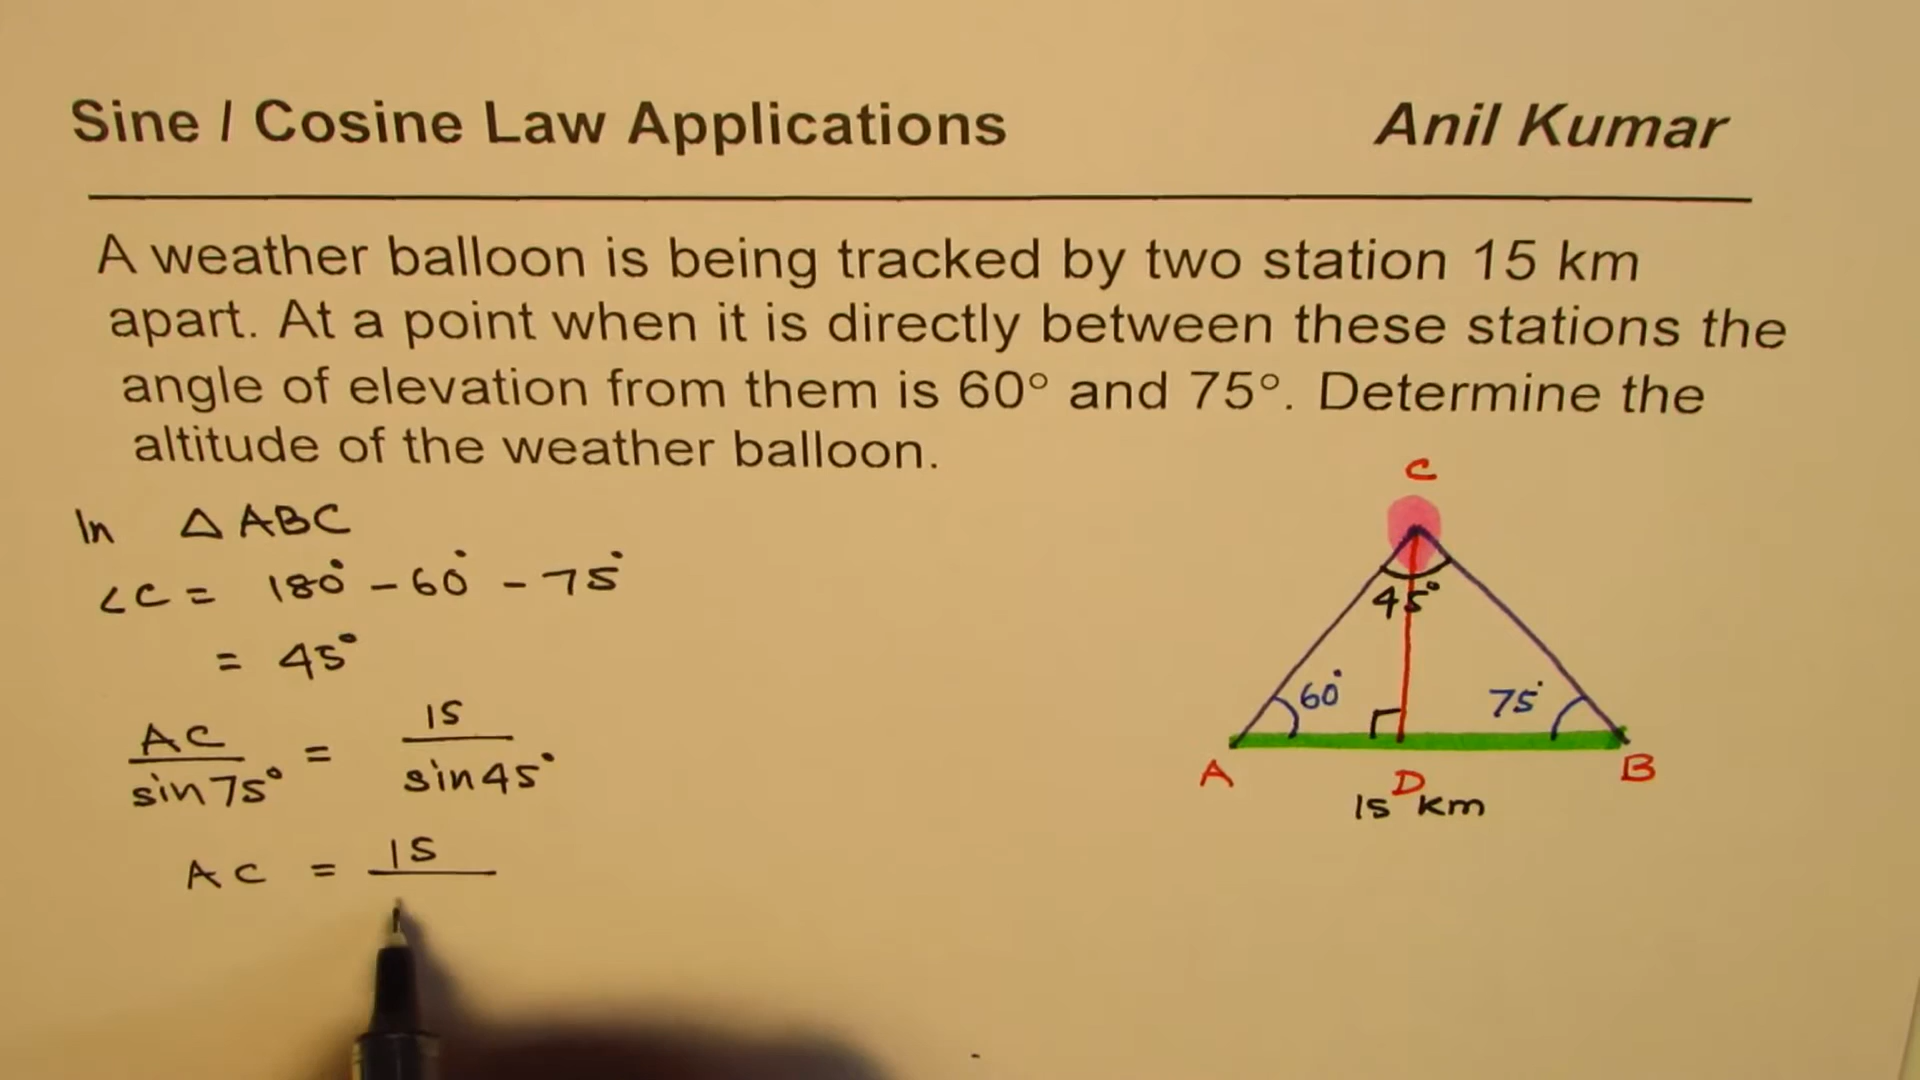 Sine / Cosine Law Applications Anil Kumar
A weather balloon is being tracked by two station 15 km
apart. At a point when it is directly between these stations the
angle of elevation from them is 60° and 75°. Determine the
altitude of the weather balloon.
In △ ABC
∠C = 180° - 60° - 75°
= 45°
AC / sin75° = 15 / sin45°
AC = 15
C
45°
60° 75°
A D B
15 km